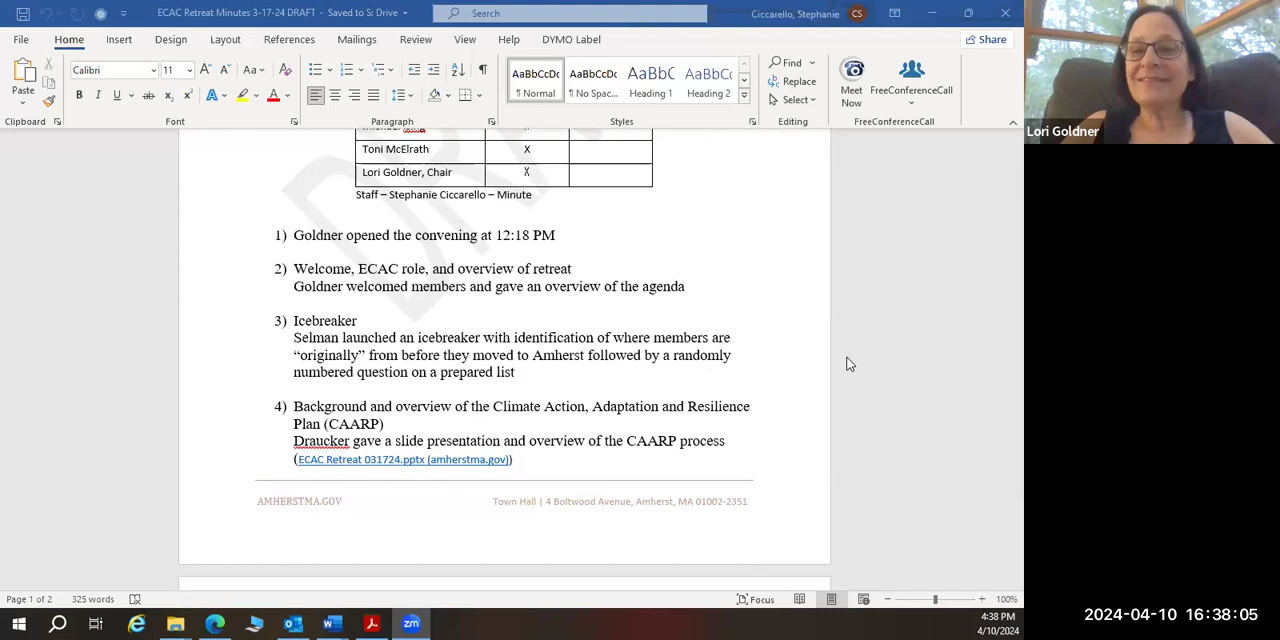 ECAC Retreat Minutes 3-17-24 DRAFT - Saved to S: Drive
Search
Ciccarello, Stephanie
CS
File Home Insert Design Layout References Mailings Review View Help DYMO Label
Share
Paste
Calibri 11
Aa
AaBbCcDc AaBbCcDc AaBbC AaBbCc
¶ Normal ¶ No Spac... Heading 1 Heading 2
Find
Replace
Select
Meet Now
FreeConferenceCall
Clipboard Font Paragraph Styles Editing FreeConferenceCall
Lori Goldner
DRAFT
Toni McElrath X
Lori Goldner, Chair X
Staff – Stephanie Ciccarello – Minute
1) Goldner opened the convening at 12:18 PM
2) Welcome, ECAC role, and overview of retreat
Goldner welcomed members and gave an overview of the agenda
3) Icebreaker
Selman launched an icebreaker with identification of where members are
“originally” from before they moved to Amherst followed by a randomly
numbered question on a prepared list
4) Background and overview of the Climate Action, Adaptation and Resilience
Plan (CAARP)
Draucker gave a slide presentation and overview of the CAARP process
(ECAC Retreat 031724.pptx (amherstma.gov))
AMHERSTMA.GOV
Town Hall | 4 Boltwood Avenue, Amherst, MA 01002-2351
Page 1 of 2 325 words
Focus
100%
4:38 PM
4/10/2024
2024-04-10 16:38:05